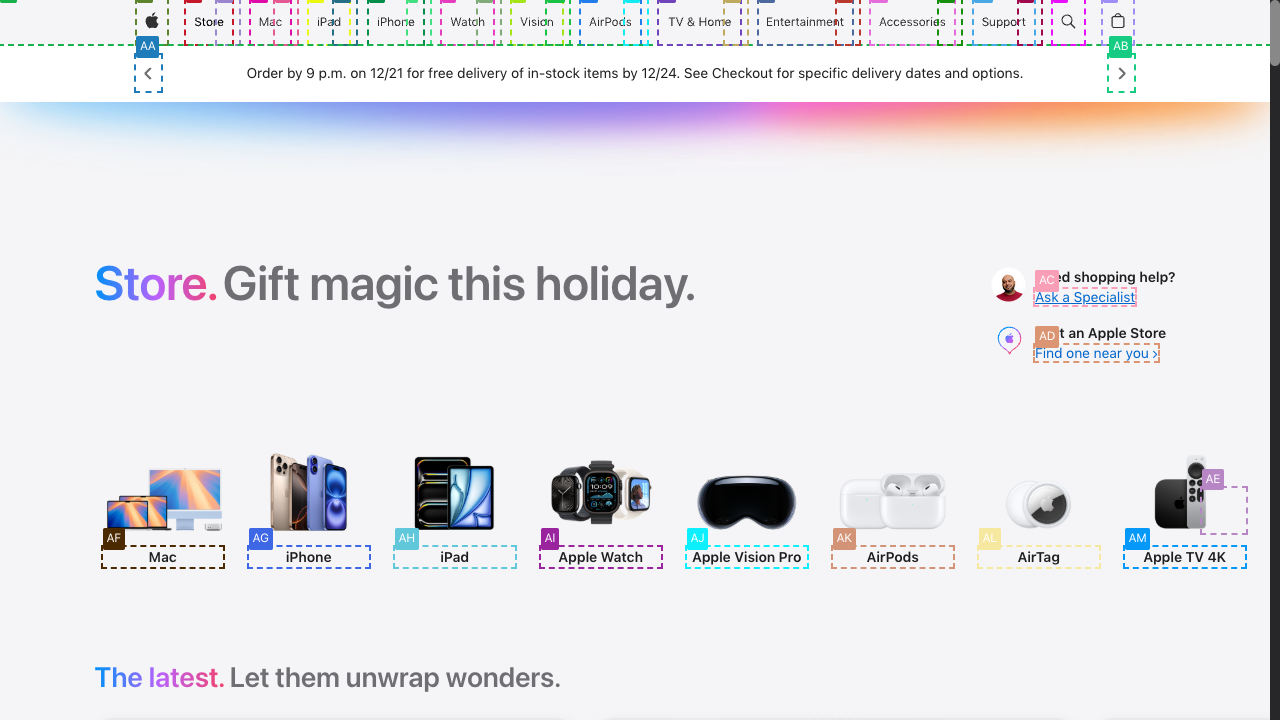 Store Mac iPad iPhone Watch Vision AirPods TV & Home Entertainment Accessories Support
AA AB
Order by 9 p.m. on 12/21 for free delivery of in-stock items by 12/24. See Checkout for specific delivery dates and options.
Store. Gift magic this holiday.
AC ed shopping help?
Ask a Specialist
AD t an Apple Store
Find one near you ›
AE
AF AG AH AI AJ AK AL AM
Mac iPhone iPad Apple Watch Apple Vision Pro AirPods AirTag Apple TV 4K
The latest. Let them unwrap wonders.